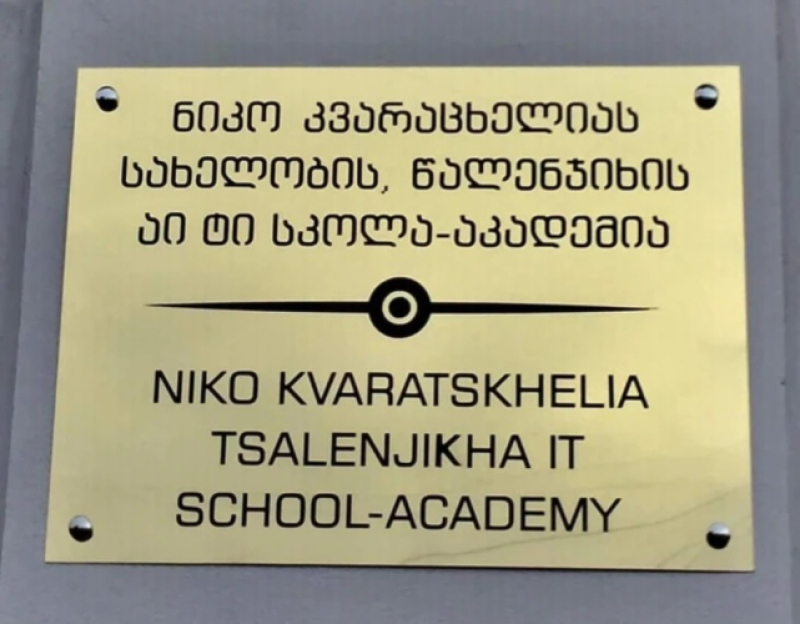 ნიკო კვარაცხელიას
სახელობის, წალენჯიხის
აი ტი სკოლა-აკადემია
NIKO KVARATSKHELIA
TSALENJIKHA IT
SCHOOL-ACADEMY